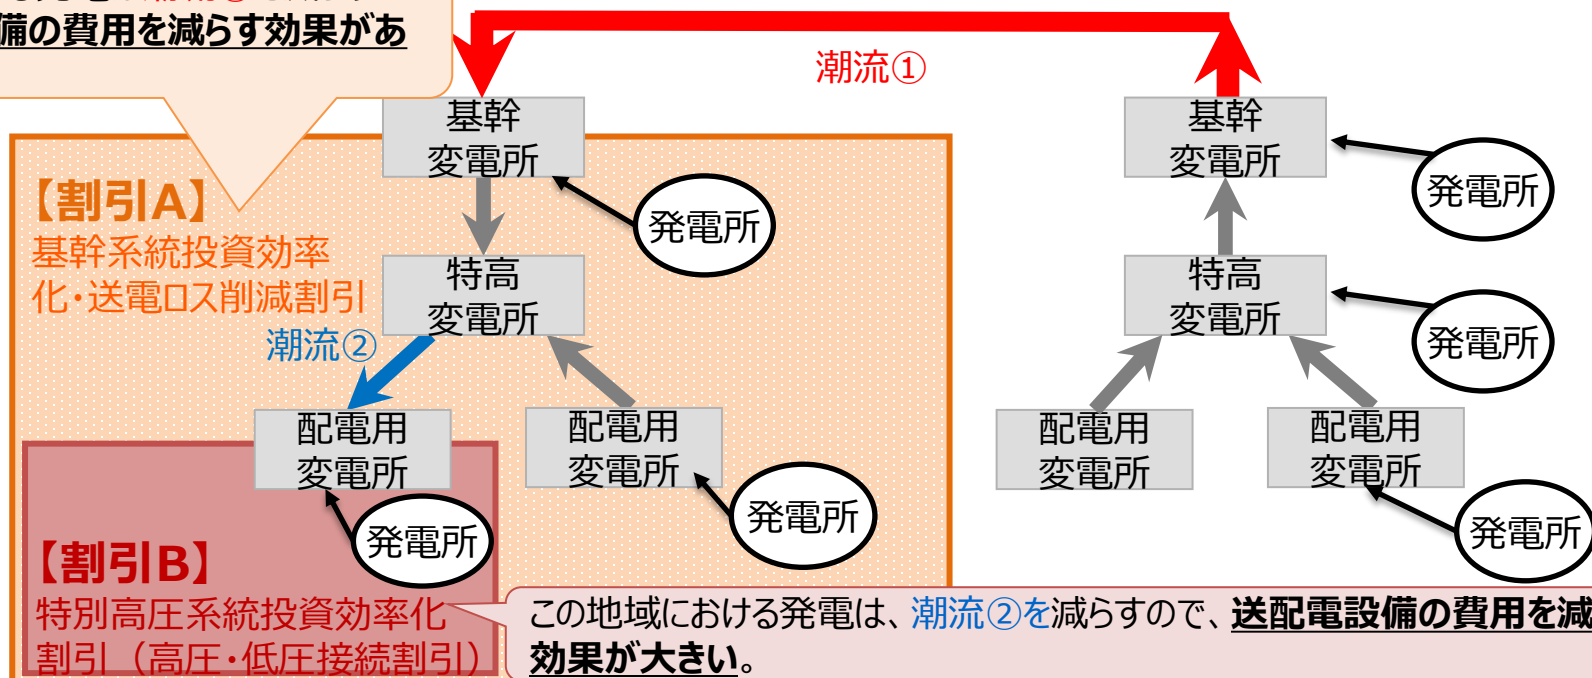 備の費用を減らす効果があ
潮流①
基幹
変電所
基幹
変電所
発電所
発電所
【割引A】
基幹系統投資効率
化・送電ロス削減割引
特高
変電所
特高
変電所
発電所
潮流②
配電用
変電所
配電用
変電所
配電用
変電所
配電用
変電所
発電所
発電所
発電所
【割引B】
特別高圧系統投資効率化
割引（高圧・低圧接続割引）
この地域における発電は、潮流②を減らすので、送配電設備の費用を減
効果が大きい。